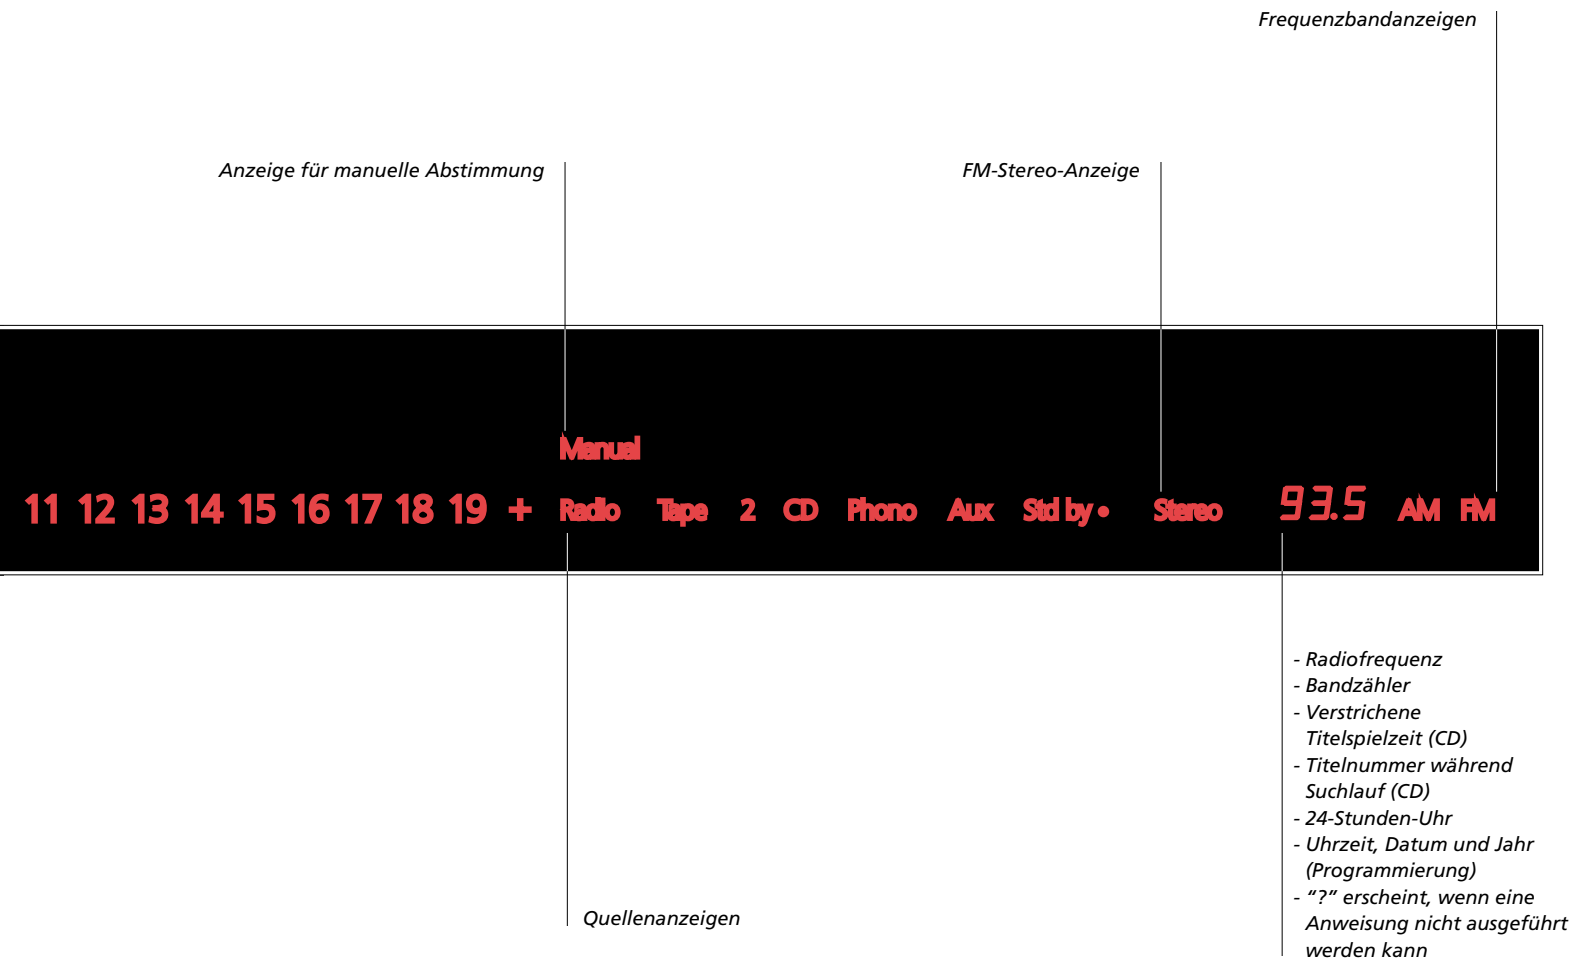 Frequenzbandanzeigen
Anzeige für manuelle Abstimmung
FM-Stereo-Anzeige
Manual
11 12 13 14 15 16 17 18 19 + Radio Tape 2 CD Phono Aux Std by • Stereo 93.5 AM FM
- Radiofrequenz
- Bandzähler
- Verstrichene
Titelspielzeit (CD)
- Titelnummer während
Suchlauf (CD)
- 24-Stunden-Uhr
- Uhrzeit, Datum und Jahr
(Programmierung)
- “?” erscheint, wenn eine
Anweisung nicht ausgeführt
werden kann
Quellenanzeigen